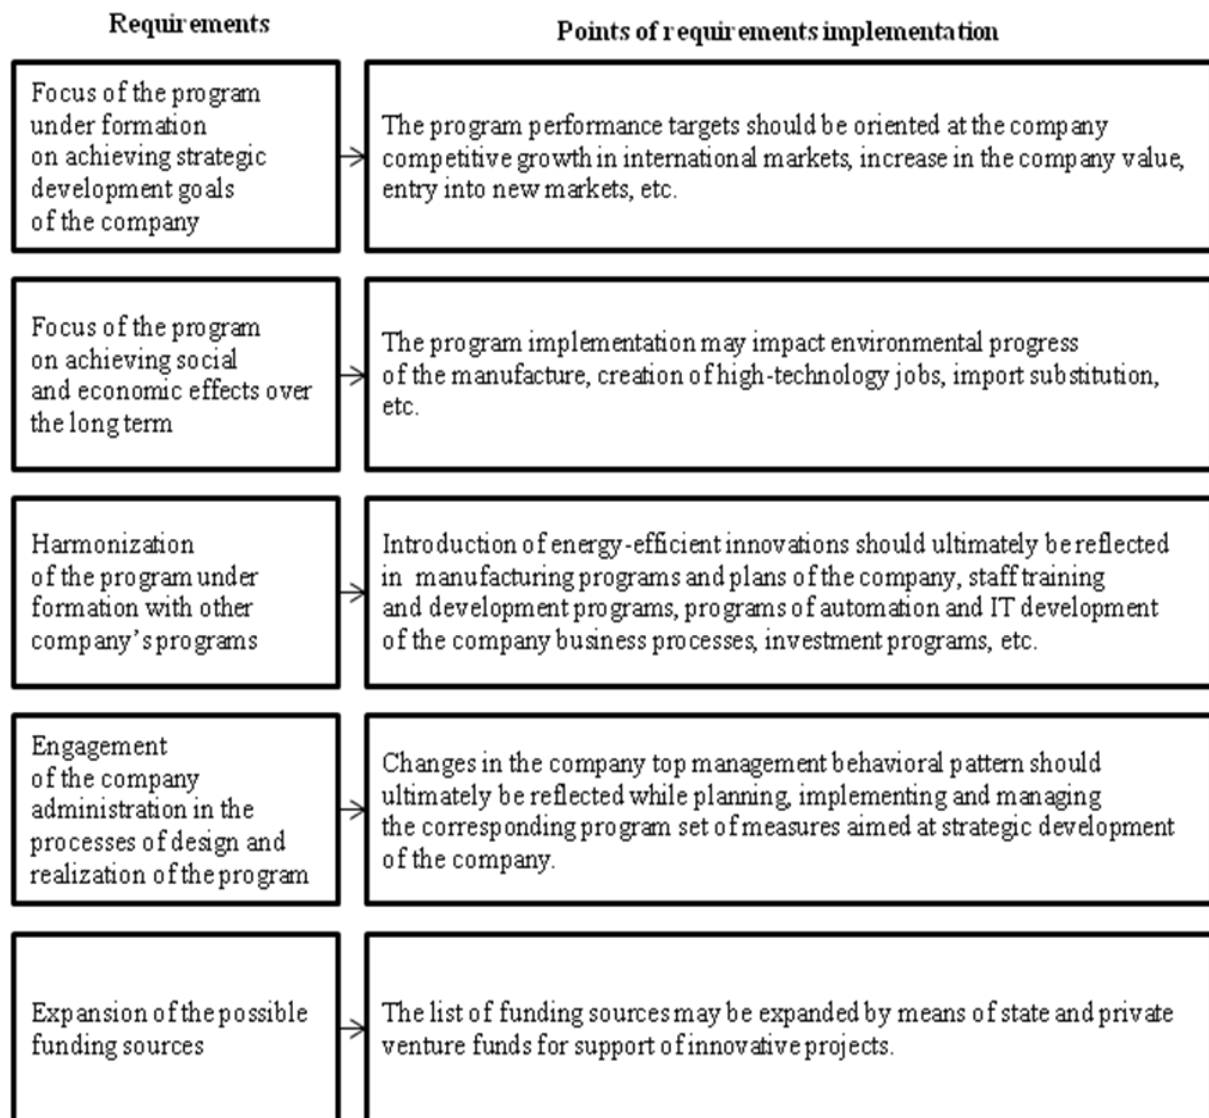 Requirements
Points of requirements implementation
Focus of the program
under formation
on achieving strategic
development goals
of the company
The program performance targets should be oriented at the company
competitive growth in international markets, increase in the company value,
entry into new markets, etc.
Focus of the program
on achieving social
and economic effects over
the long term
The program implementation may impact environmental progress
of the manufacture, creation of high-technology jobs, import substitution,
etc.
Harmonization
of the program under
formation with other
company's programs
Introduction of energy-efficient innovations should ultimately be reflected
in manufacturing programs and plans of the company, staff training
and development programs, programs of automation and IT development
of the company business processes, investment programs, etc.
Engagement
of the company
administration in the
processes of design and
realization of the program
Changes in the company top management behavioral pattern should
ultimately be reflected while planning, implementing and managing
the corresponding program set of measures aimed at strategic development
of the company.
Expansion of the possible
funding sources
The list of funding sources may be expanded by means of state and private
venture funds for support of innovative projects.